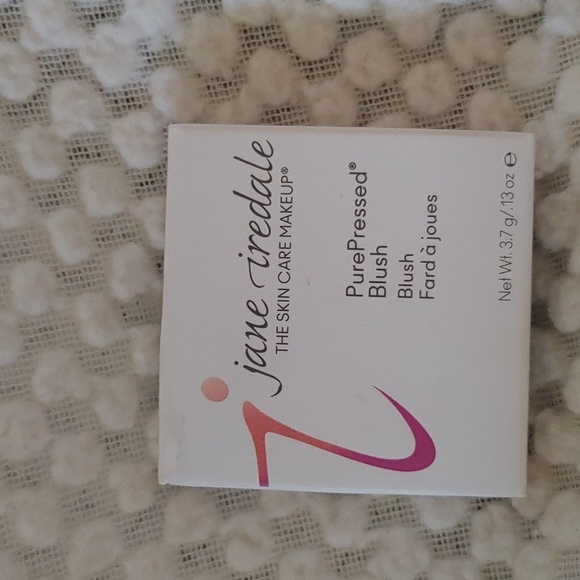 jane iredale
THE SKIN CARE MAKEUP®
PurePressed®
Blush
Blush
Fard à joues
Net Wt. 3.7 g/.13 oz ℮